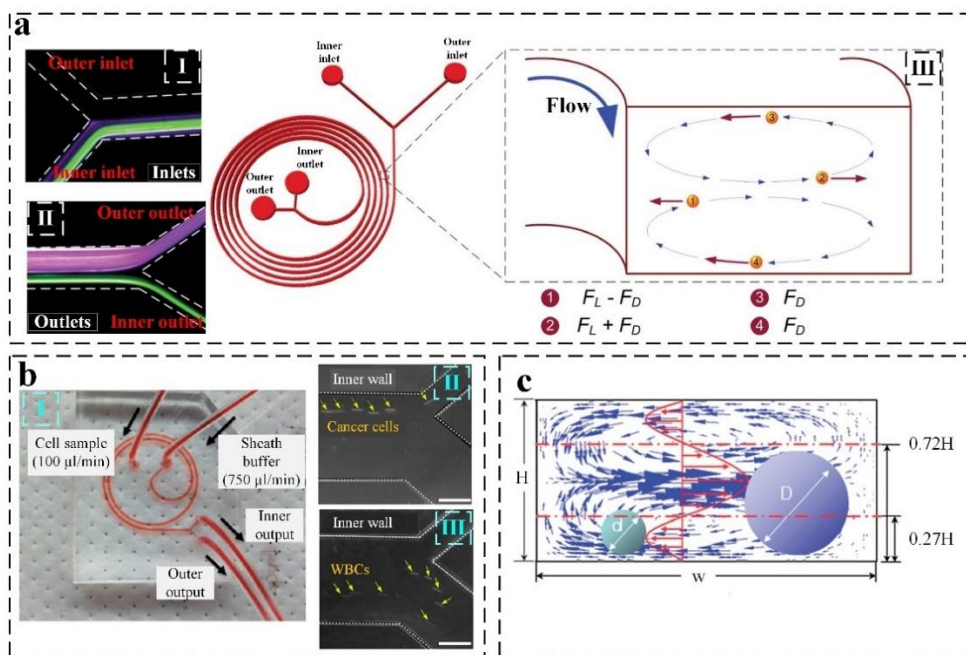 a
Outer inlet
I
Inner inlet
Inlets
II
Outer outlet
Outlets
Inner outlet
Inner
inlet
Outer
inlet
Inner
outlet
Outer
outlet
III
Flow
3
2
1
4
1 F_L - F_D
3 F_D
2 F_L + F_D
4 F_D
b
I
Cell sample
(100 µl/min)
Sheath
buffer
(750 µl/min)
Inner
output
Outer
output
Inner wall
II
Cancer cells
Inner wall
III
WBCs
c
H
0.72H
D
d
0.27H
W